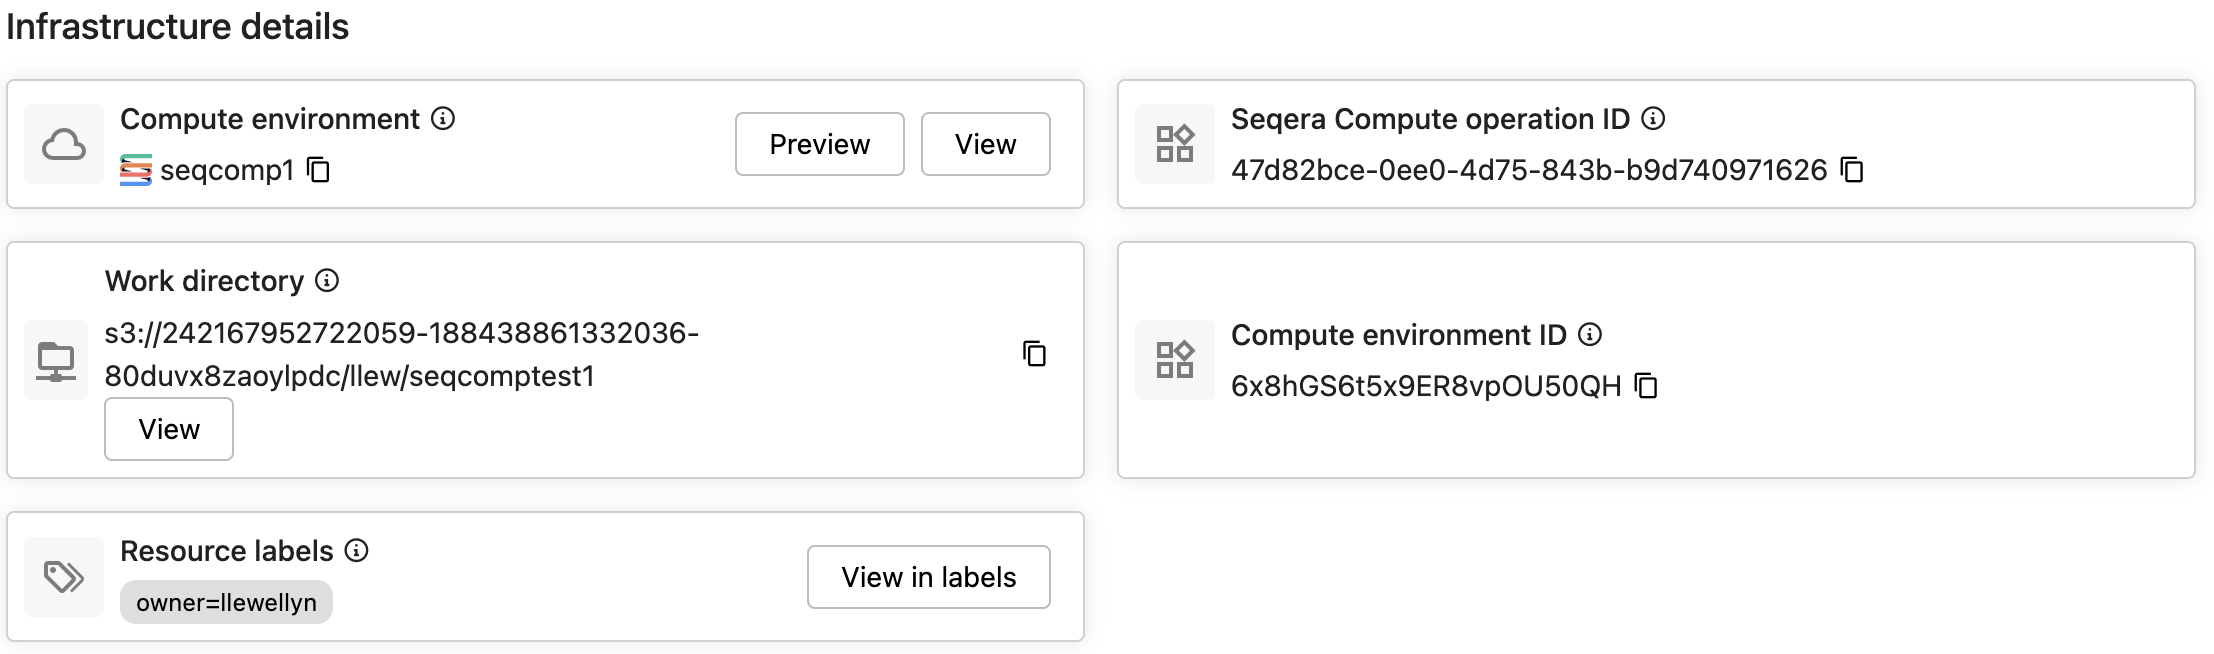 Infrastructure details
Compute environment
seqcomp1
Preview
View
Seqera Compute operation ID
47d82bce-0ee0-4d75-843b-b9d740971626
Work directory
s3://242167952722059-188438861332036-
80duvx8zaoylpdc/llew/seqcomptest1
View
Compute environment ID
6x8hGS6t5x9ER8vpOU50QH
Resource labels
owner=llewellyn
View in labels